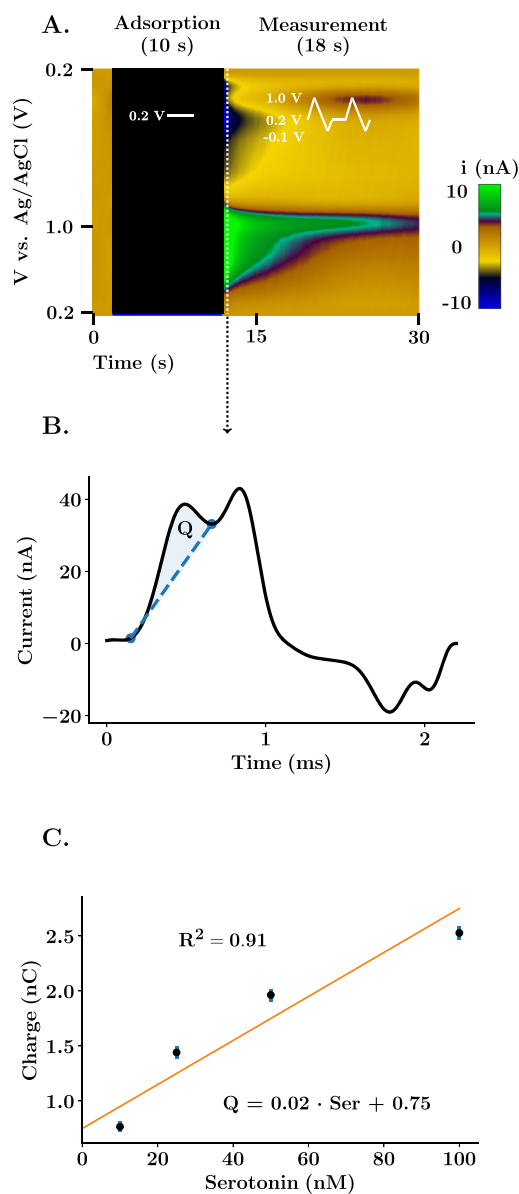 A.
Adsorption
(10 s)
Measurement
(18 s)
V vs. Ag/AgCl (V)
0.2
1.0
0.2
0.2 V
1.0 V
0.2 V
-0.1 V
i (nA)
10
0
-10
0
15
30
Time (s)
B.
Current (nA)
40
20
0
−20
Q
0
1
2
Time (ms)
C.
Charge (nC)
2.5
2.0
1.5
1.0
R² = 0.91
Q = 0.02 · Ser + 0.75
0
20
40
60
80
100
Serotonin (nM)